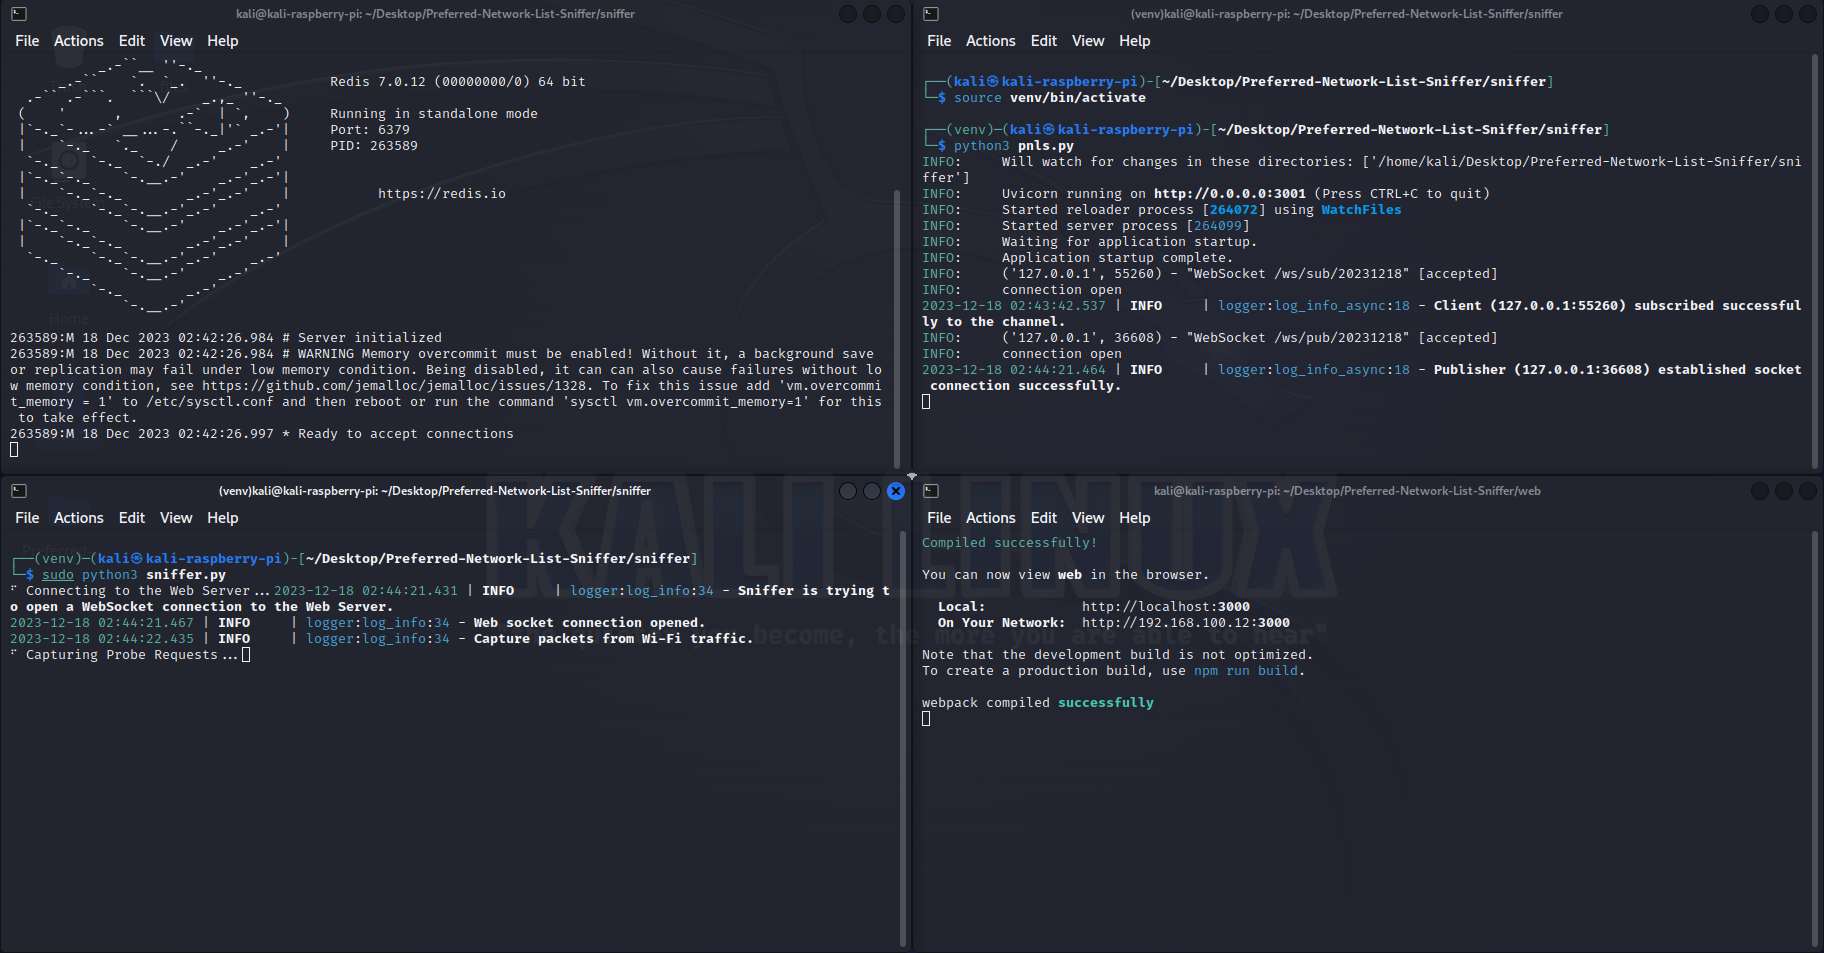 kali@kali-raspberry-pi: ~/Desktop/Preferred-Network-List-Sniffer/sniffer
File Actions Edit View Help
Redis 7.0.12 (00000000/0) 64 bit
Running in standalone mode
Port: 6379
PID: 263589
https://redis.io
File System
Home
263589:M 18 Dec 2023 02:42:26.984 # Server initialized
263589:M 18 Dec 2023 02:42:26.984 # WARNING Memory overcommit must be enabled! Without it, a background save
or replication may fail under low memory condition. Being disabled, it can can also cause failures without lo
w memory condition, see https://github.com/jemalloc/jemalloc/issues/1328. To fix this issue add 'vm.overcommi
t_memory = 1' to /etc/sysctl.conf and then reboot or run the command 'sysctl vm.overcommit_memory=1' for this
to take effect.
263589:M 18 Dec 2023 02:42:26.997 * Ready to accept connections
(venv)kali@kali-raspberry-pi: ~/Desktop/Preferred-Network-List-Sniffer/sniffer
File Actions Edit View Help
┌──(kali㉿kali-raspberry-pi)-[~/Desktop/Preferred-Network-List-Sniffer/sniffer]
└─$ source venv/bin/activate
┌──(venv)─(kali㉿kali-raspberry-pi)-[~/Desktop/Preferred-Network-List-Sniffer/sniffer]
└─$ python3 pnls.py
INFO: Will watch for changes in these directories: ['/home/kali/Desktop/Preferred-Network-List-Sniffer/sni
ffer']
INFO: Uvicorn running on http://0.0.0.0:3001 (Press CTRL+C to quit)
INFO: Started reloader process [264072] using WatchFiles
INFO: Started server process [264099]
INFO: Waiting for application startup.
INFO: Application startup complete.
INFO: ('127.0.0.1', 55260) - "WebSocket /ws/sub/20231218" [accepted]
INFO: connection open
2023-12-18 02:43:42.537 | INFO | logger:log_info_async:18 - Client (127.0.0.1:55260) subscribed successful
ly to the channel.
INFO: ('127.0.0.1', 36608) - "WebSocket /ws/pub/20231218" [accepted]
INFO: connection open
2023-12-18 02:44:21.464 | INFO | logger:log_info_async:18 - Publisher (127.0.0.1:36608) established socket
connection successfully.
(venv)kali@kali-raspberry-pi: ~/Desktop/Preferred-Network-List-Sniffer/sniffer
File Actions Edit View Help
┌──(venv)─(kali㉿kali-raspberry-pi)-[~/Desktop/Preferred-Network-List-Sniffer/sniffer]
└─$ sudo python3 sniffer.py
Connecting to the Web Server...2023-12-18 02:44:21.431 | INFO | logger:log_info:34 - Sniffer is trying t
o open a WebSocket connection to the Web Server.
2023-12-18 02:44:21.467 | INFO | logger:log_info:34 - Web socket connection opened.
2023-12-18 02:44:22.435 | INFO | logger:log_info:34 - Capture packets from Wi-Fi traffic.
Capturing Probe Requests...
kali@kali-raspberry-pi: ~/Desktop/Preferred-Network-List-Sniffer/web
File Actions Edit View Help
Compiled successfully!
You can now view web in the browser.
Local: http://localhost:3000
On Your Network: http://192.168.100.12:3000
Note that the development build is not optimized.
To create a production build, use npm run build.
webpack compiled successfully
KALI LINUX
become, the more you are able to hear"